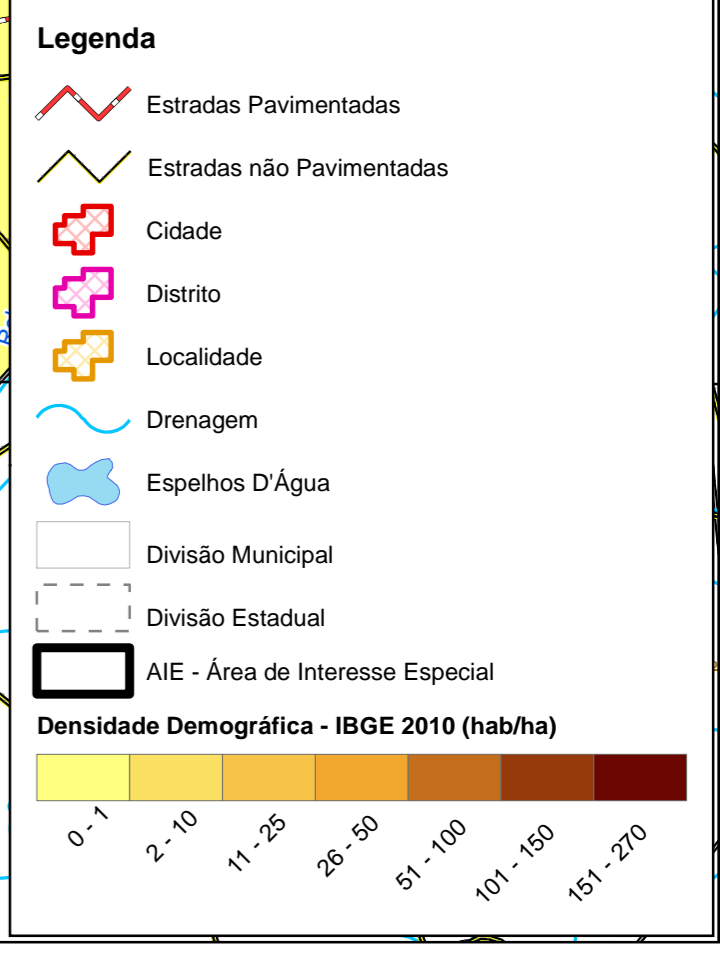 Legenda
Estradas Pavimentadas
Estradas não Pavimentadas
Cidade
Distrito
Localidade
Drenagem
Espelhos D'Água
Divisão Municipal
Divisão Estadual
AIE - Área de Interesse Especial
Densidade Demográfica - IBGE 2010 (hab/ha)
0 - 1
2 - 10
11 - 25
26 - 50
51 - 100
101 - 150
151 - 270